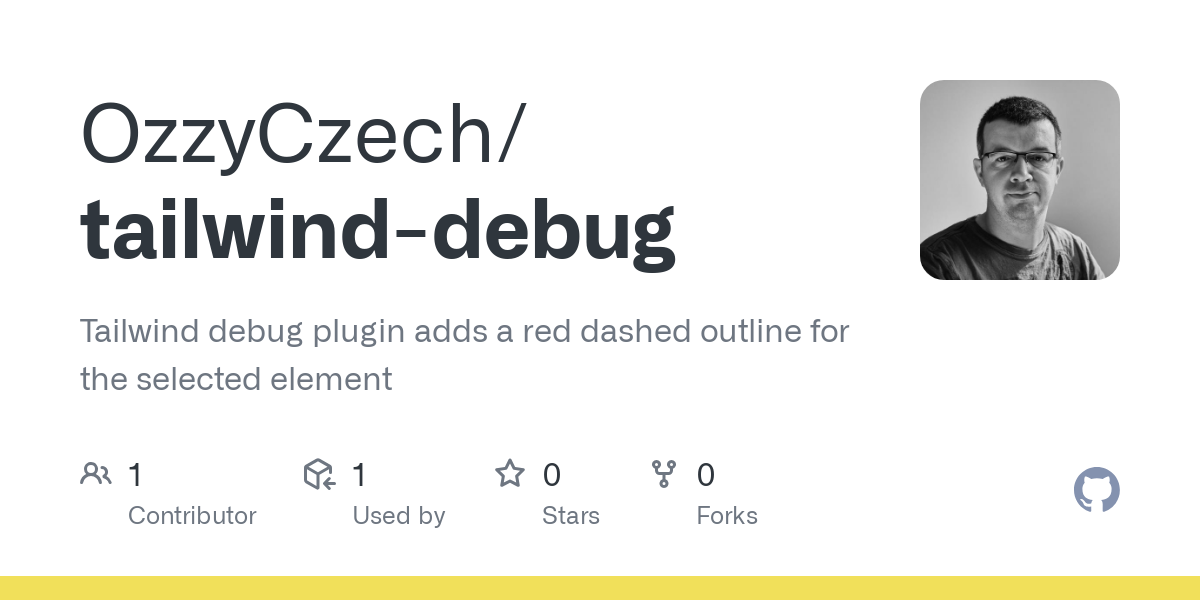 OzzyCzech/
tailwind-debug
Tailwind debug plugin adds a red dashed outline for
the selected element
1 1 0 0
Contributor Used by Stars Forks